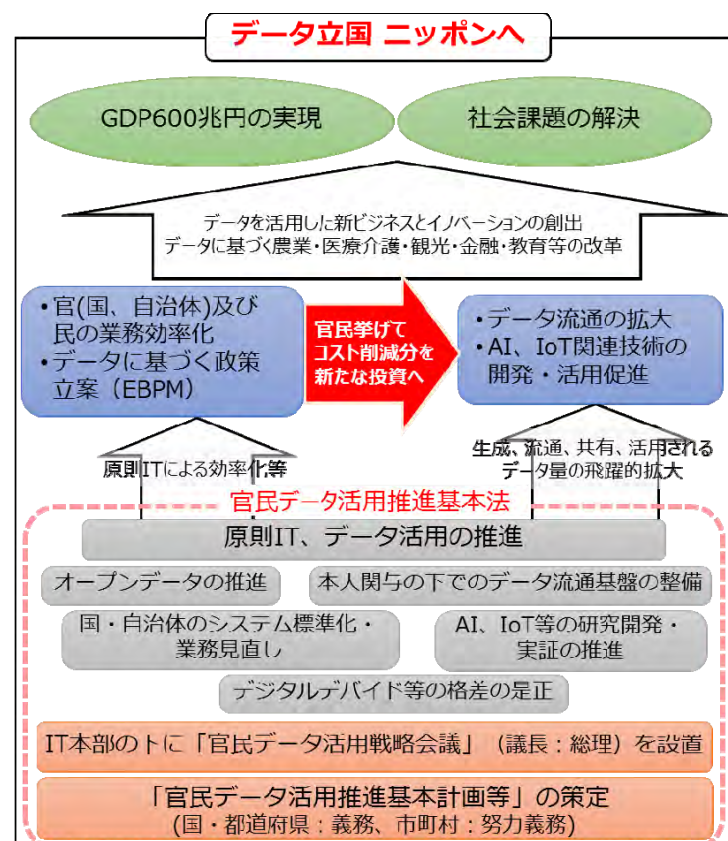 データ立国 ニッポンへ
GDP600兆円の実現
社会課題の解決
データを活用した新ビジネスとイノベーションの創出
データに基づく農業・医療介護・観光・金融・教育等の改革
・官(国、自治体)及び
民の業務効率化
・データに基づく政策
立案（EBPM）
官民挙げて
コスト削減分を
新たな投資へ
・データ流通の拡大
・AI、IoT関連技術の
開発・活用促進
原則ITによる効率化等
生成、流通、共有、活用される
データ量の飛躍的拡大
官民データ活用推進基本法
原則IT、データ活用の推進
オープンデータの推進
本人関与の下でのデータ流通基盤の整備
国・自治体のシステム標準化・
業務見直し
AI、IoT等の研究開発・
実証の推進
デジタルデバイド等の格差の是正
IT本部の下に「官民データ活用戦略会議」（議長：総理）を設置
「官民データ活用推進基本計画等」の策定
(国・都道府県：義務、市町村：努力義務)